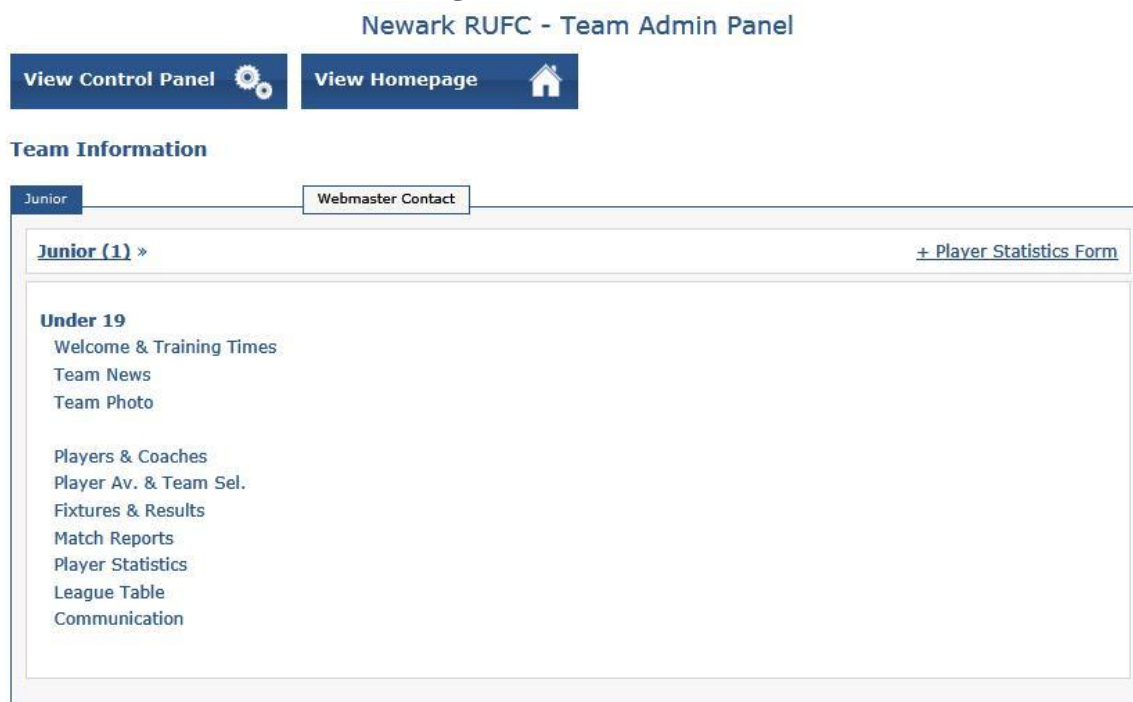 Newark RUFC - Team Admin Panel
View Control Panel View Homepage
Team Information
Junior Webmaster Contact
Junior (1) » + Player Statistics Form
Under 19
Welcome & Training Times
Team News
Team Photo
Players & Coaches
Player Av. & Team Sel.
Fixtures & Results
Match Reports
Player Statistics
League Table
Communication